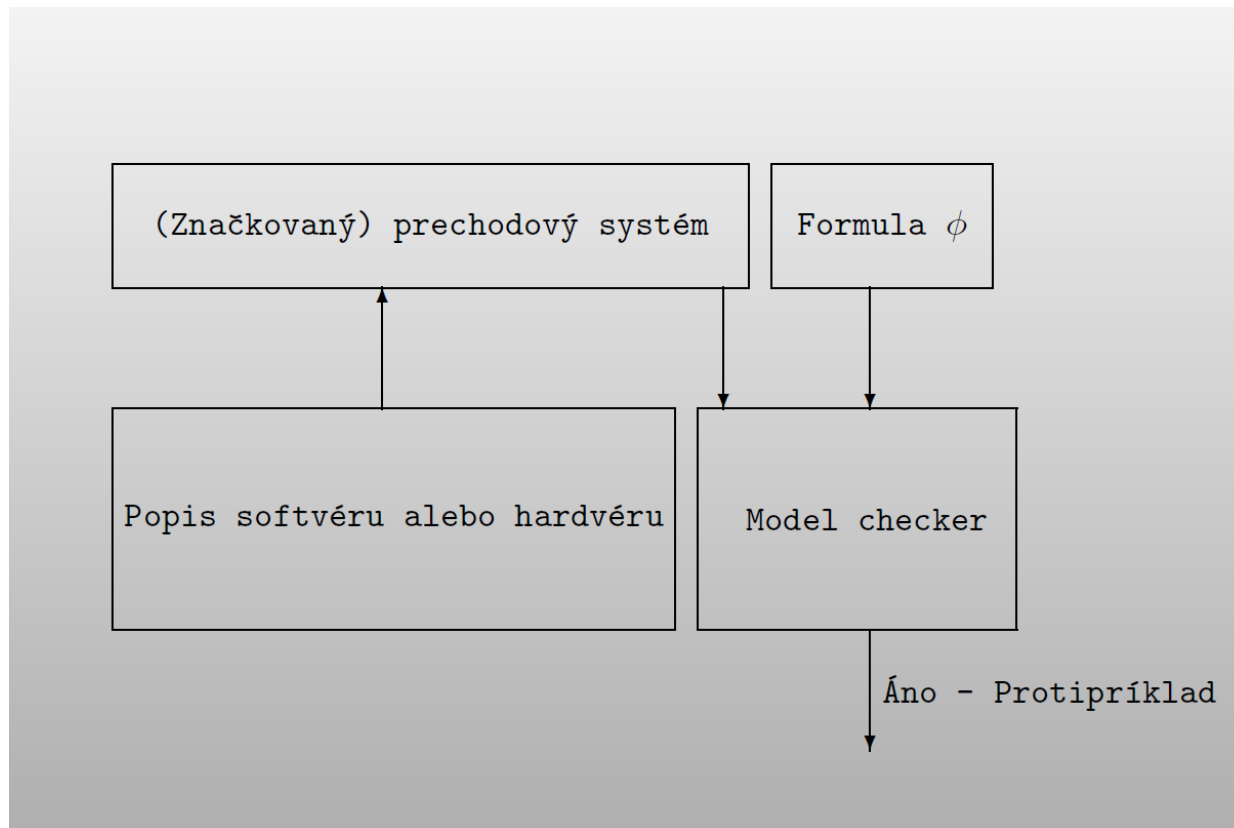 (Značkovaný) prechodový systém
Formula ϕ
Popis softvéru alebo hardvéru
Model checker
Áno - Protipríklad